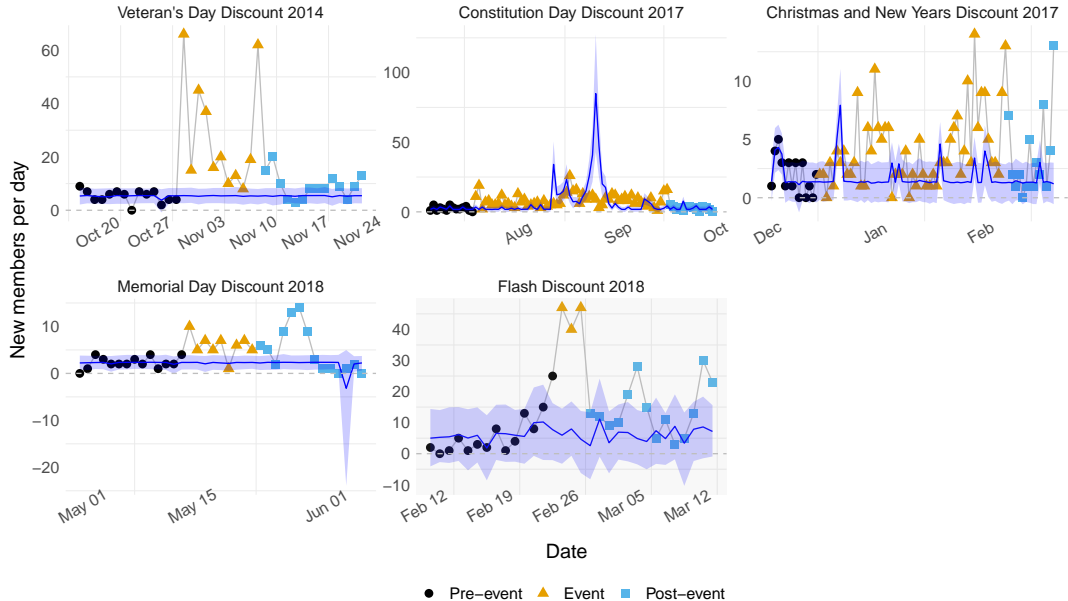 Veteran's Day Discount 2014
Constitution Day Discount 2017
Christmas and New Years Discount 2017
60
40
20
0
Oct 20
Oct 27
Nov 03
Nov 10
Nov 17
Nov 24
100
50
0
Aug
Sep
Oct
10
5
0
Dec
Jan
Feb
Memorial Day Discount 2018
Flash Discount 2018
10
0
−10
−20
May 01
May 15
Jun 01
40
30
20
10
0
−10
Feb 12
Feb 19
Feb 26
Mar 05
Mar 12
New members per day
Date
Pre−event
Event
Post−event